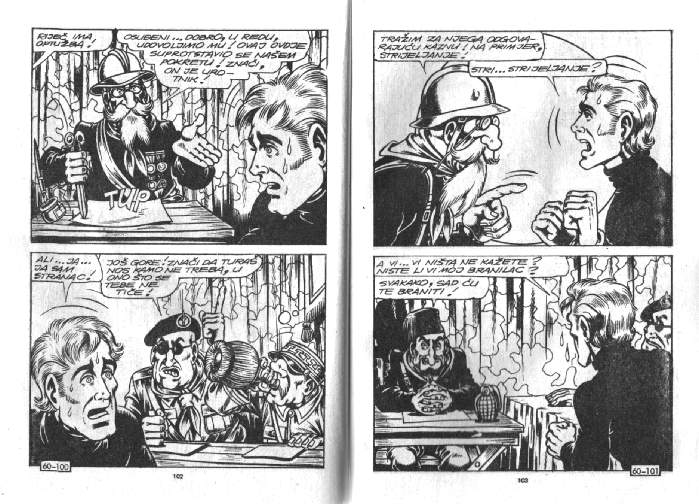 RIJEČ IMA,
OPTUŽBA!
OSUĐENI... DOBRO, U REDU,
UDOVOLJIMO MU! OVAJ OVDJE
SUPROTSTAVIO SE NAŠEM
POKRETU! ZNAČI,
ON JE URO-
TNIK.
TUP
ALI... JA...
JA SAM
STRANAC!
JOŠ GORE! ZNAČI DA TURAŠ
NOS KAMO NE TREBA, U
ONO ŠTO SE
TEBE NE
TIČE!
60-100
102
TRAŽIM ZA NJEGA ODGOVA-
RAJUĆU KAZNU! NA PRIMJER,
STRIJELJANJE!
STRI... STRIJELJANJE?
A VI... VI NIŠTA NE KAŽETE?
NISTE LI VI MOJ BRANILAC?
SVAKAKO, SAD ĆU
TE BRANITI!
103
60-101